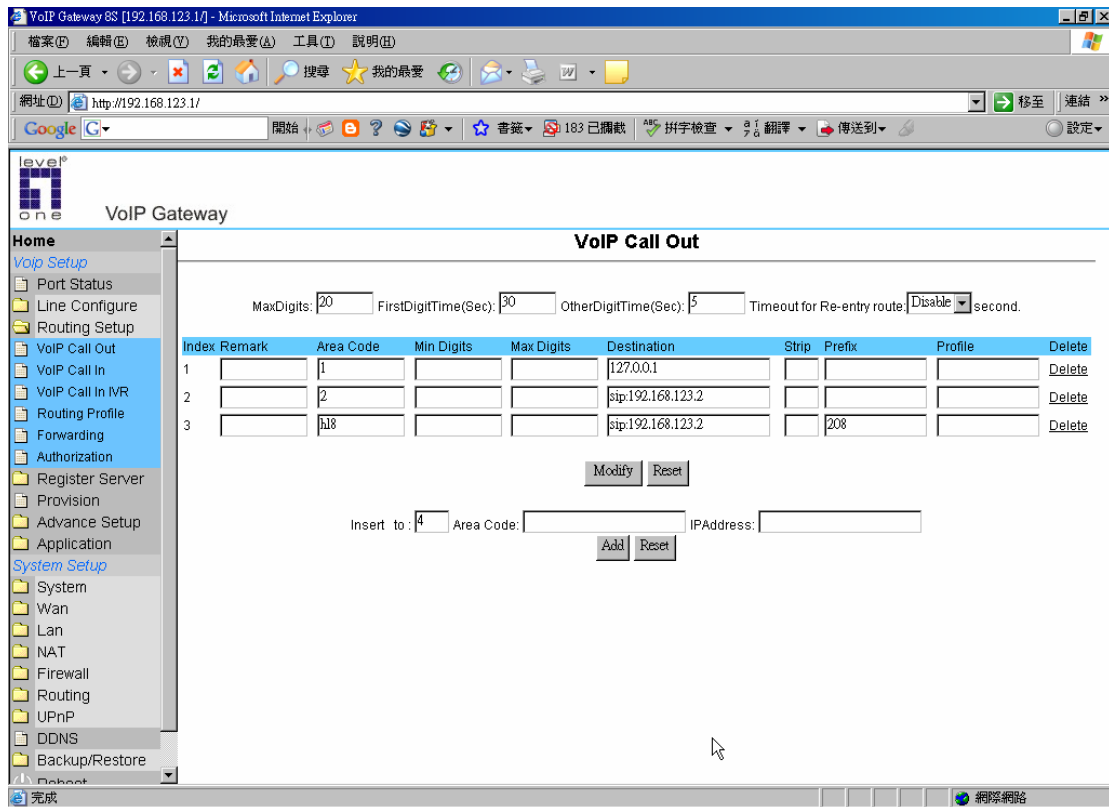 VoIP Gateway 8S [192.168.123.1/] - Microsoft Internet Explorer
檔案(F) 編輯(E) 檢視(V) 我的最愛(A) 工具(T) 說明(H)
上一頁 搜尋 我的最愛
網址(D) http://192.168.123.1/ 移至 連結 »
Google G 開始 書籤 183 已攔截 拼字檢查 翻譯 傳送到 設定
level one
VoIP Gateway
Home
Voip Setup
Port Status
Line Configure
Routing Setup
VoIP Call Out
VoIP Call In
VoIP Call In IVR
Routing Profile
Forwarding
Authorization
Register Server
Provision
Advance Setup
Application
System Setup
System
Wan
Lan
NAT
Firewall
Routing
UPnP
DDNS
Backup/Restore
Reboot
VoIP Call Out
MaxDigits: 20 FirstDigitTime(Sec): 30 OtherDigitTime(Sec): 5 Timeout for Re-entry route: Disable second.
Index Remark Area Code Min Digits Max Digits Destination Strip Prefix Profile Delete
1 1 127.0.0.1 Delete
2 2 sip:192.168.123.2 Delete
3 hl8 sip:192.168.123.2 208 Delete
Modify Reset
Insert to : 4 Area Code: IPAddress:
Add Reset
完成 網際網路